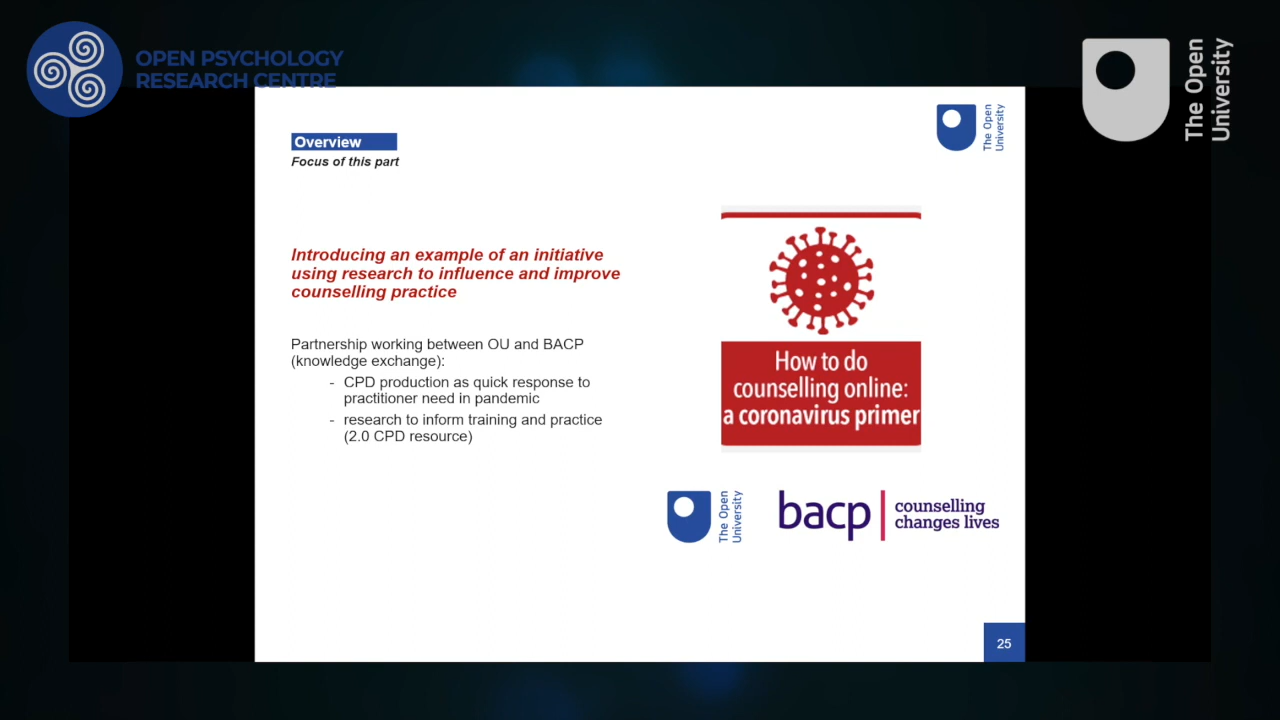 OPEN PSYCHOLOGY
RESEARCH CENTRE
The Open
University
Overview
Focus of this part
The Open
University
Introducing an example of an initiative
using research to influence and improve
counselling practice
Partnership working between OU and BACP
(knowledge exchange):
- CPD production as quick response to
practitioner need in pandemic
- research to inform training and practice
(2.0 CPD resource)
How to do
counselling online:
a coronavirus primer
The Open
University
bacp
counselling
changes lives
25